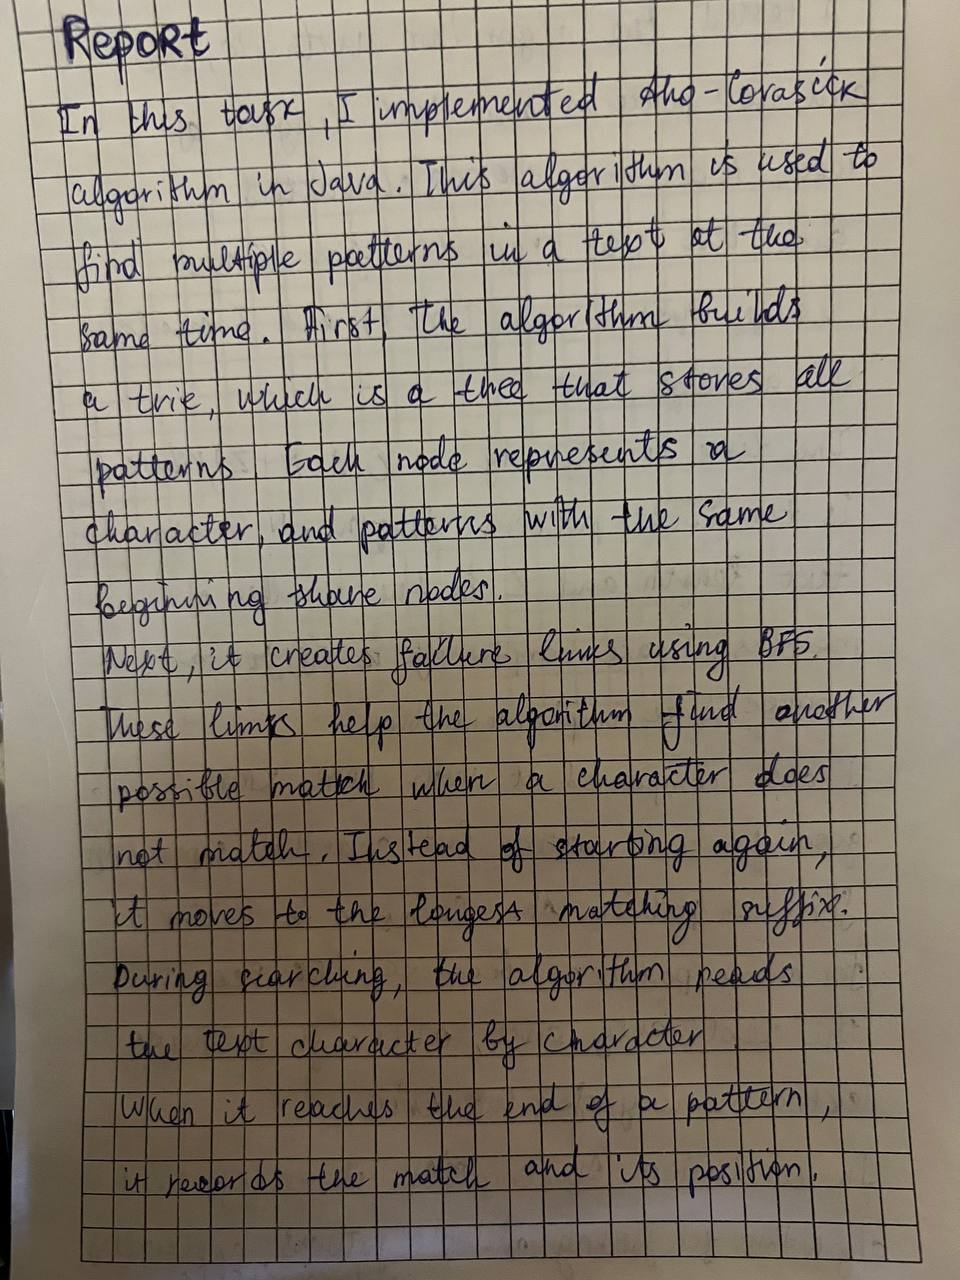 Report
In this task, I implemented Aho-Corasick
algorithm in Java. This algorithm is used to
find multiple patterns in a text at the
same time. First, the algorithm builds
a trie, which is a tree that stores all
patterns. Each node represents a
character, and patterns with the same
beginning share nodes.
Next, it creates failure links using BFS.
These links help the algorithm find another
possible match when a character does
not match. Instead of starting again,
it moves to the longest matching suffix.
During searching, the algorithm reads
the text character by character
When it reaches the end of a pattern,
it records the match and its position.